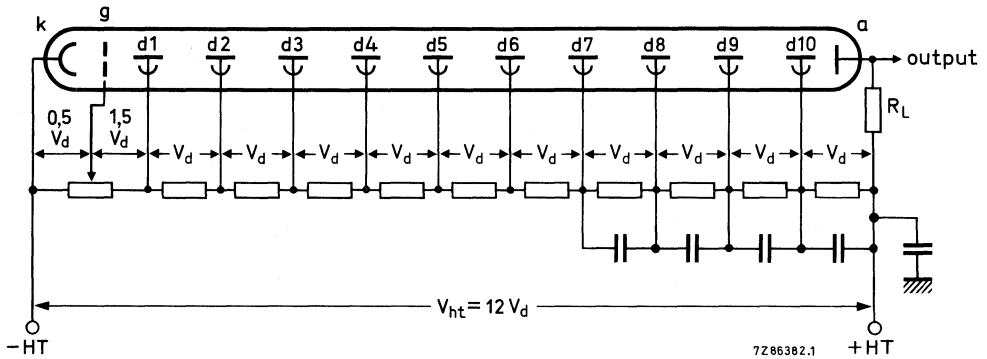 k g a
d1 d2 d3 d4 d5 d6 d7 d8 d9 d10
output
R_L
0,5 V_d 1,5 V_d V_d V_d V_d V_d V_d V_d V_d V_d V_d V_d
V_ht = 12 V_d
−HT 7Z86382.1 +HT